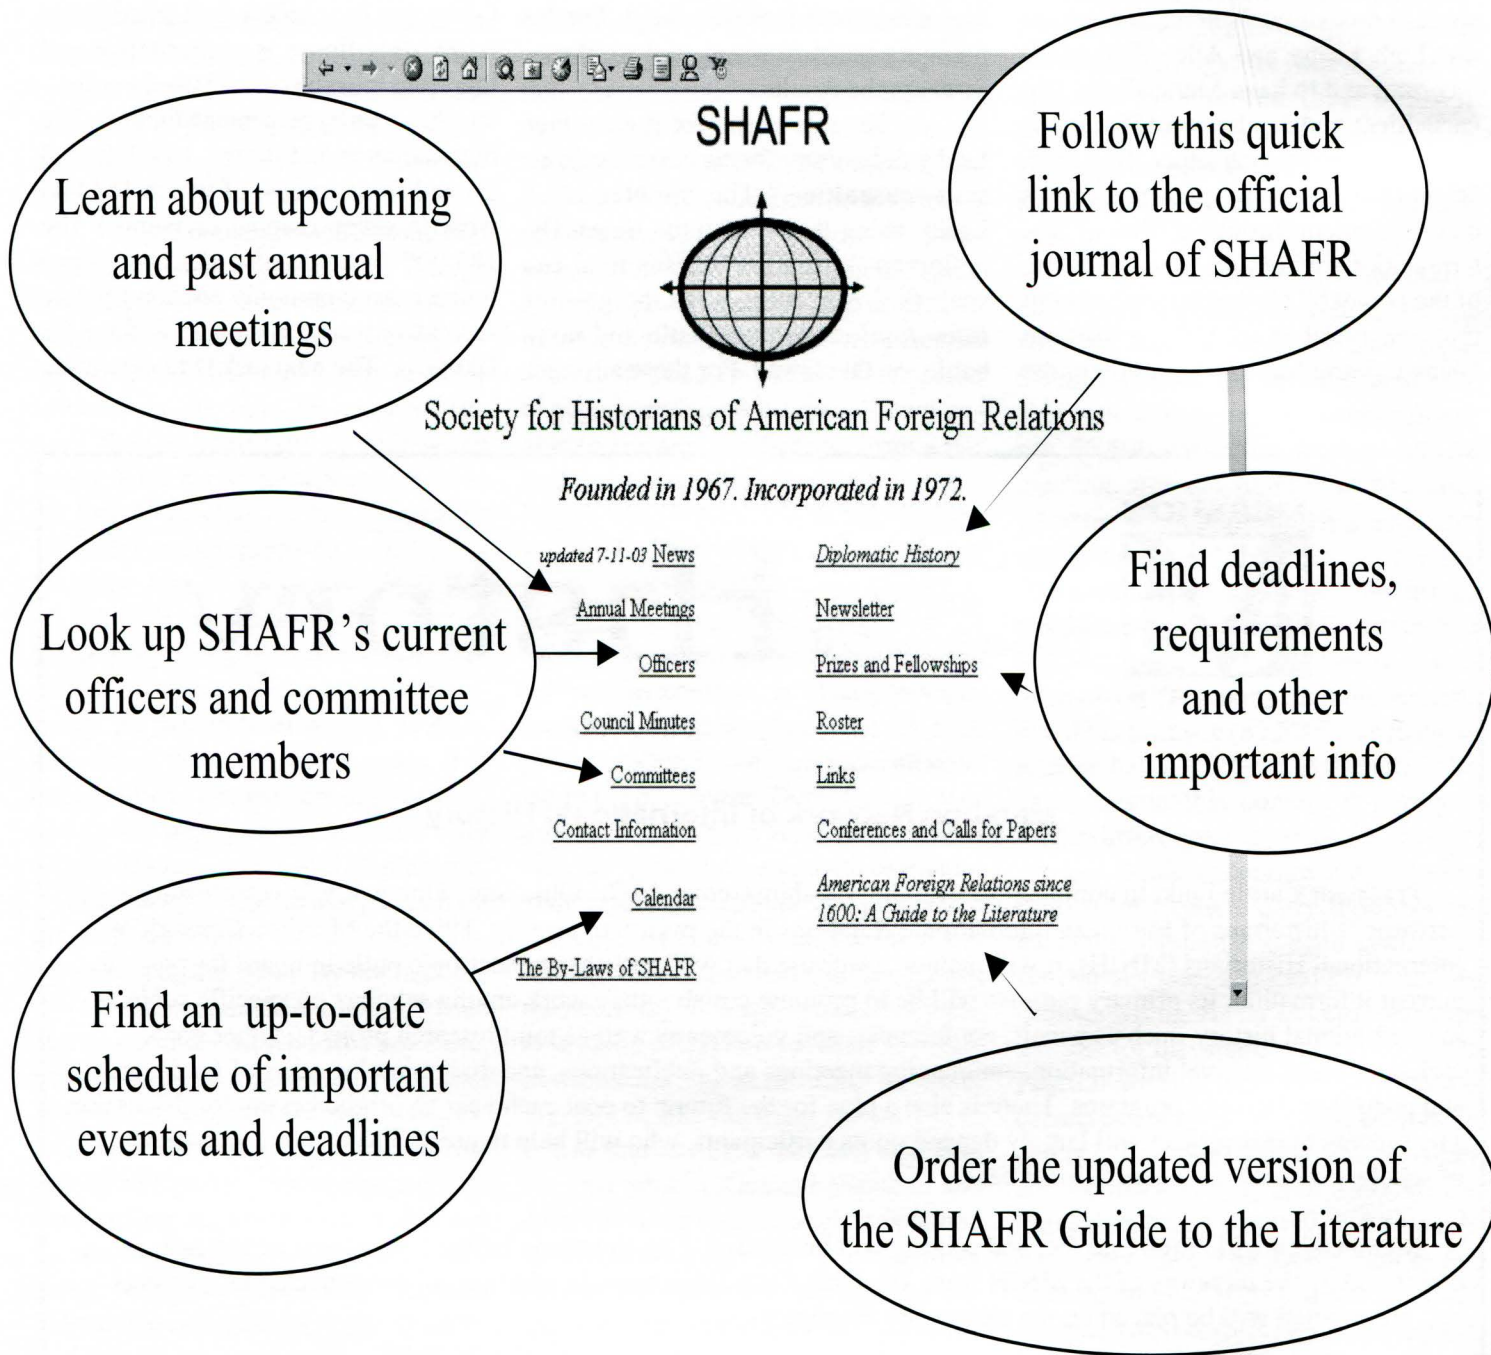 SHAFR
Learn about upcoming
and past annual
meetings
Follow this quick
link to the official
journal of SHAFR
Society for Historians of American Foreign Relations
Founded in 1967. Incorporated in 1972.
updated 7-11-03 News
Annual Meetings
Officers
Council Minutes
Committees
Contact Information
Calendar
The By-Laws of SHAFR
Diplomatic History
Newsletter
Prizes and Fellowships
Roster
Links
Conferences and Calls for Papers
American Foreign Relations since
1600: A Guide to the Literature
Look up SHAFR's current
officers and committee
members
Find deadlines,
requirements
and other
important info
Find an up-to-date
schedule of important
events and deadlines
Order the updated version of
the SHAFR Guide to the Literature